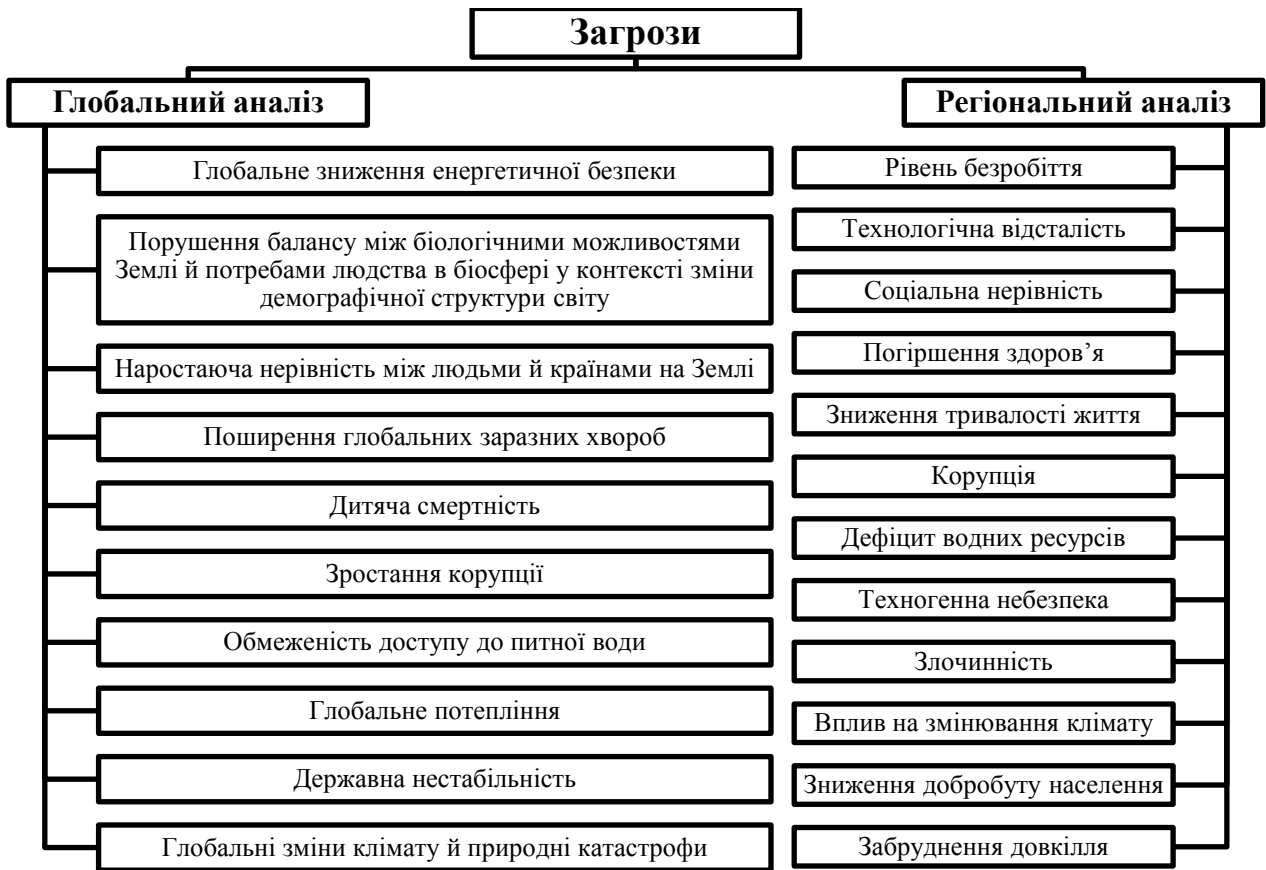 Загрози
Глобальний аналіз
Регіональний аналіз
Глобальне зниження енергетичної безпеки
Порушення балансу між біологічними можливостями
Землі й потребами людства в біосфері у контексті зміни
демографічної структури світу
Наростаюча нерівність між людьми й країнами на Землі
Поширення глобальних заразних хвороб
Дитяча смертність
Зростання корупції
Обмеженість доступу до питної води
Глобальне потепління
Державна нестабільність
Глобальні зміни клімату й природні катастрофи
Рівень безробіття
Технологічна відсталість
Соціальна нерівність
Погіршення здоров’я
Зниження тривалості життя
Корупція
Дефіцит водних ресурсів
Техногенна небезпека
Злочинність
Вплив на змінювання клімату
Зниження добробуту населення
Забруднення довкілля